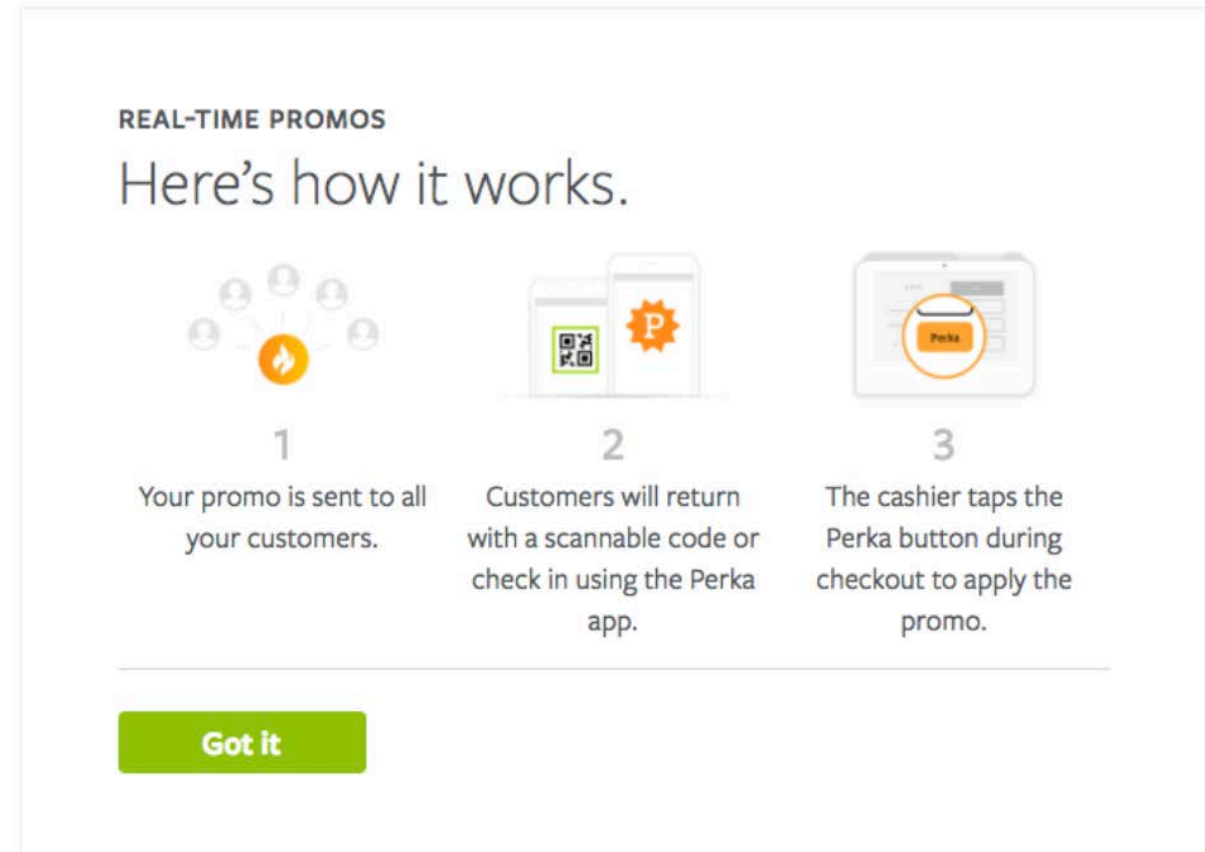 REAL-TIME PROMOS
Here's how it works.
P
Perka
1
Your promo is sent to all
your customers.
2
Customers will return
with a scannable code or
check in using the Perka
app.
3
The cashier taps the
Perka button during
checkout to apply the
promo.
Got it